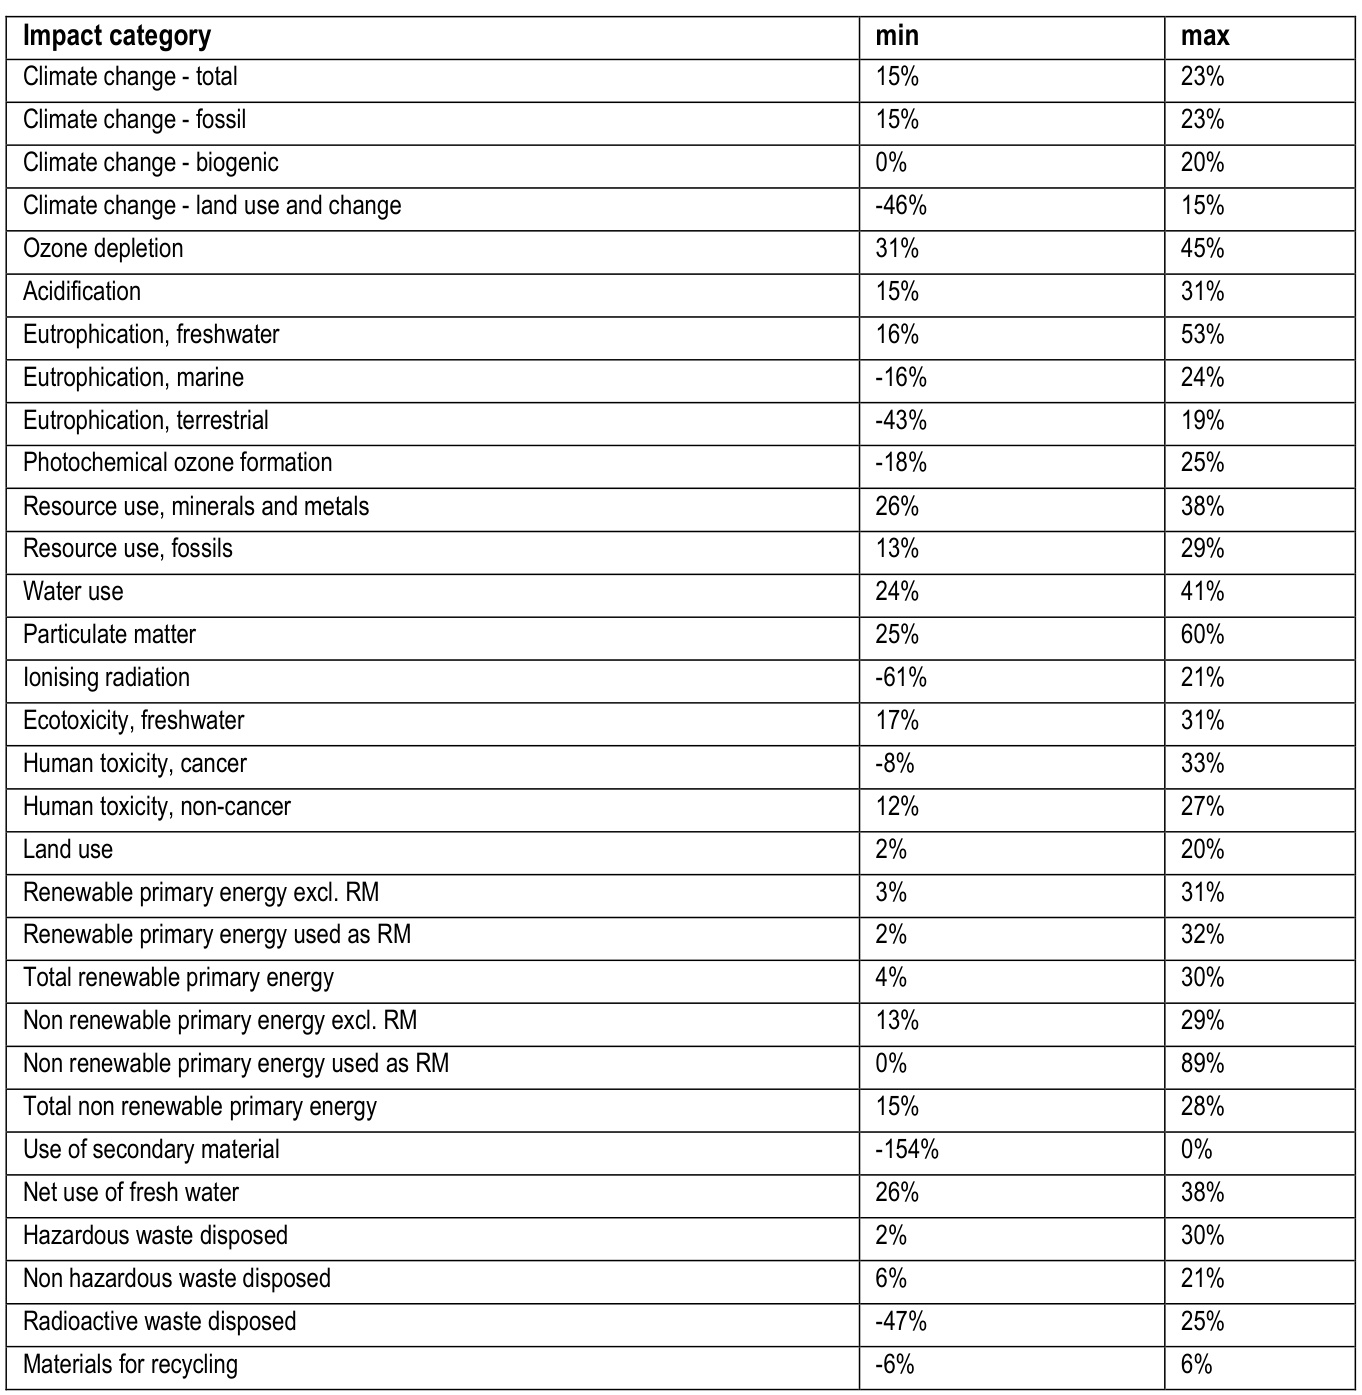 Impact category min max
Climate change - total 15% 23%
Climate change - fossil 15% 23%
Climate change - biogenic 0% 20%
Climate change - land use and change -46% 15%
Ozone depletion 31% 45%
Acidification 15% 31%
Eutrophication, freshwater 16% 53%
Eutrophication, marine -16% 24%
Eutrophication, terrestrial -43% 19%
Photochemical ozone formation -18% 25%
Resource use, minerals and metals 26% 38%
Resource use, fossils 13% 29%
Water use 24% 41%
Particulate matter 25% 60%
Ionising radiation -61% 21%
Ecotoxicity, freshwater 17% 31%
Human toxicity, cancer -8% 33%
Human toxicity, non-cancer 12% 27%
Land use 2% 20%
Renewable primary energy excl. RM 3% 31%
Renewable primary energy used as RM 2% 32%
Total renewable primary energy 4% 30%
Non renewable primary energy excl. RM 13% 29%
Non renewable primary energy used as RM 0% 89%
Total non renewable primary energy 15% 28%
Use of secondary material -154% 0%
Net use of fresh water 26% 38%
Hazardous waste disposed 2% 30%
Non hazardous waste disposed 6% 21%
Radioactive waste disposed -47% 25%
Materials for recycling -6% 6%